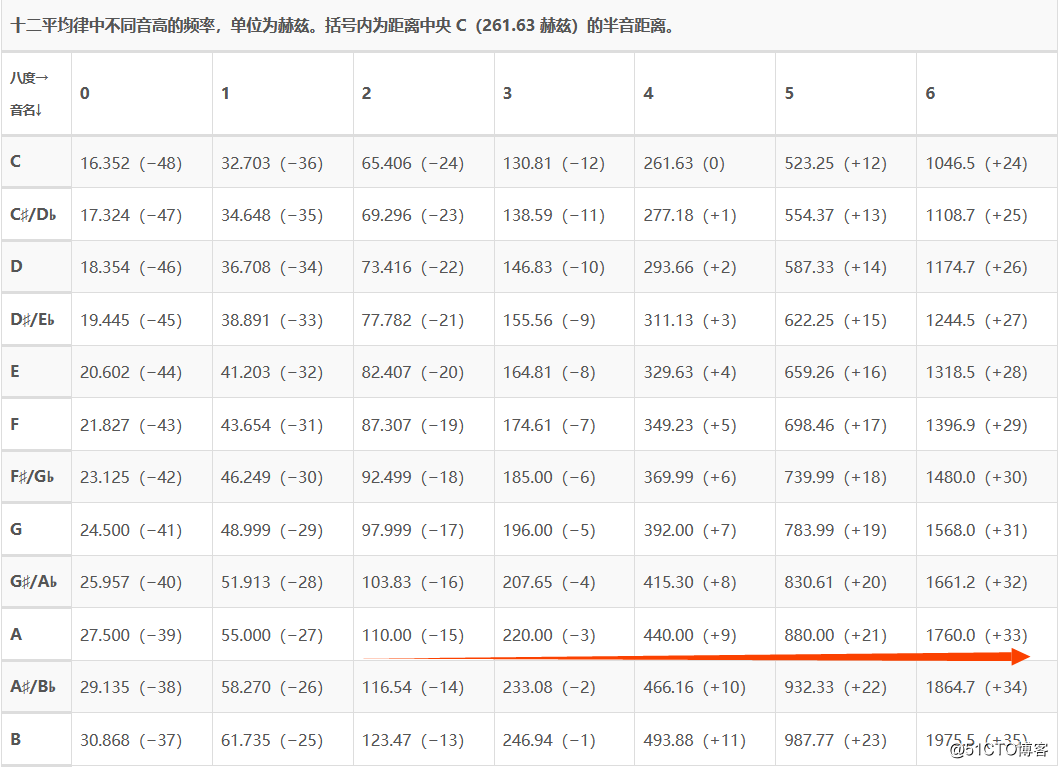 十二平均律中不同音高的频率，单位为赫兹。括号内为距离中央 C（261.63 赫兹）的半音距离。
八度→
音名↓
0 1 2 3 4 5 6
C 16.352（−48） 32.703（−36） 65.406（−24） 130.81（−12） 261.63（0） 523.25（+12） 1046.5（+24）
C♯/D♭ 17.324（−47） 34.648（−35） 69.296（−23） 138.59（−11） 277.18（+1） 554.37（+13） 1108.7（+25）
D 18.354（−46） 36.708（−34） 73.416（−22） 146.83（−10） 293.66（+2） 587.33（+14） 1174.7（+26）
D♯/E♭ 19.445（−45） 38.891（−33） 77.782（−21） 155.56（−9） 311.13（+3） 622.25（+15） 1244.5（+27）
E 20.602（−44） 41.203（−32） 82.407（−20） 164.81（−8） 329.63（+4） 659.26（+16） 1318.5（+28）
F 21.827（−43） 43.654（−31） 87.307（−19） 174.61（−7） 349.23（+5） 698.46（+17） 1396.9（+29）
F♯/G♭ 23.125（−42） 46.249（−30） 92.499（−18） 185.00（−6） 369.99（+6） 739.99（+18） 1480.0（+30）
G 24.500（−41） 48.999（−29） 97.999（−17） 196.00（−5） 392.00（+7） 783.99（+19） 1568.0（+31）
G♯/A♭ 25.957（−40） 51.913（−28） 103.83（−16） 207.65（−4） 415.30（+8） 830.61（+20） 1661.2（+32）
A 27.500（−39） 55.000（−27） 110.00（−15） 220.00（−3） 440.00（+9） 880.00（+21） 1760.0（+33）
A♯/B♭ 29.135（−38） 58.270（−26） 116.54（−14） 233.08（−2） 466.16（+10） 932.33（+22） 1864.7（+34）
B 30.868（−37） 61.735（−25） 123.47（−13） 246.94（−1） 493.88（+11） 987.77（+23） 1975.5（+35）
@51CTO博客